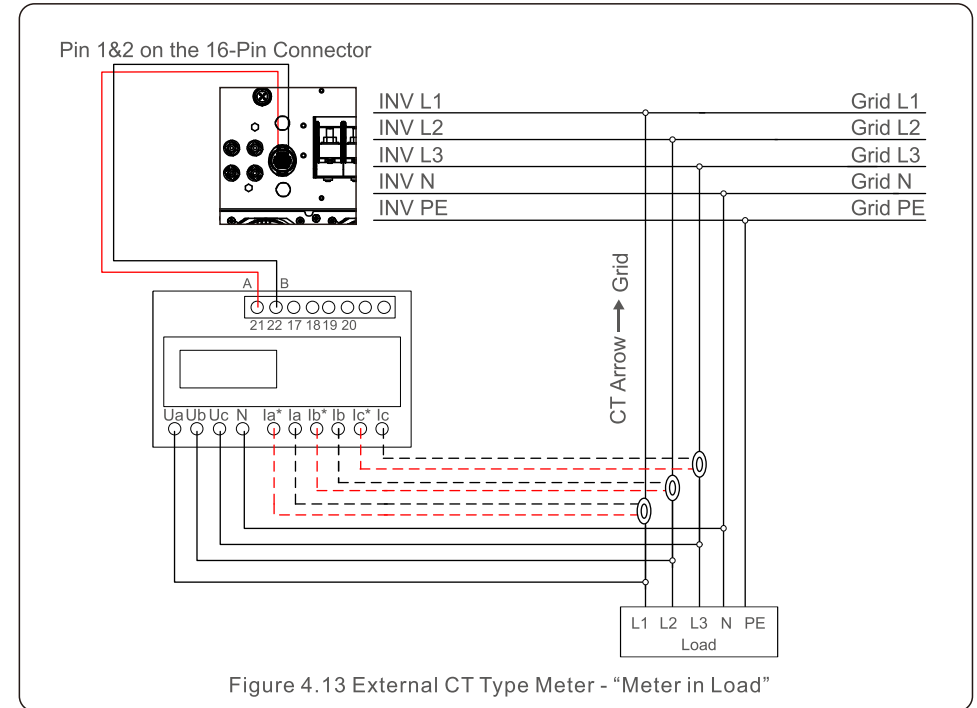 Pin 1&2 on the 16-Pin Connector
INV L1 Grid L1
INV L2 Grid L2
INV L3 Grid L3
INV N Grid N
INV PE Grid PE
CT Arrow → Grid
A B
21 22 17 18 19 20
Ua Ub Uc N Ia* Ia Ib* Ib Ic* Ic
L1 L2 L3 N PE
Load
Figure 4.13 External CT Type Meter - “Meter in Load”